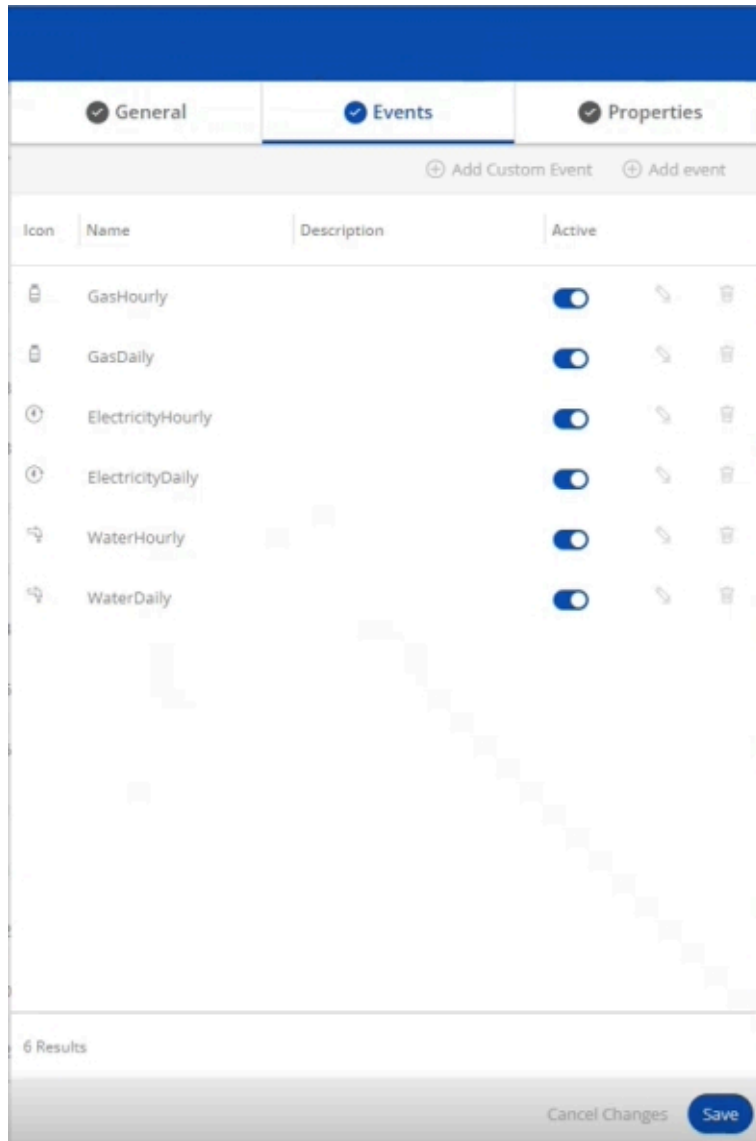 General Events Properties
Add Custom Event Add event
Icon Name Description Active
GasHourly
GasDaily
ElectricityHourly
ElectricityDaily
WaterHourly
WaterDaily
6 Results
Cancel Changes Save